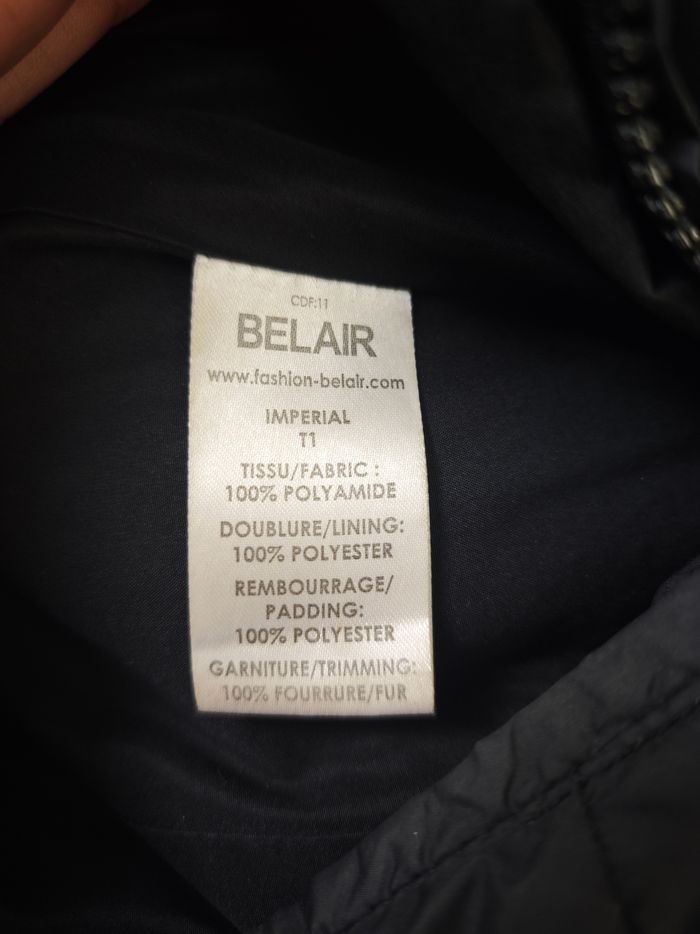 CDF:11
BELAIR
www.fashion-belair.com
IMPERIAL
T1
TISSU/FABRIC :
100% POLYAMIDE
DOUBLURE/LINING:
100% POLYESTER
REMBOURRAGE/
PADDING:
100% POLYESTER
GARNITURE/TRIMMING:
100% FOURRURE/FUR